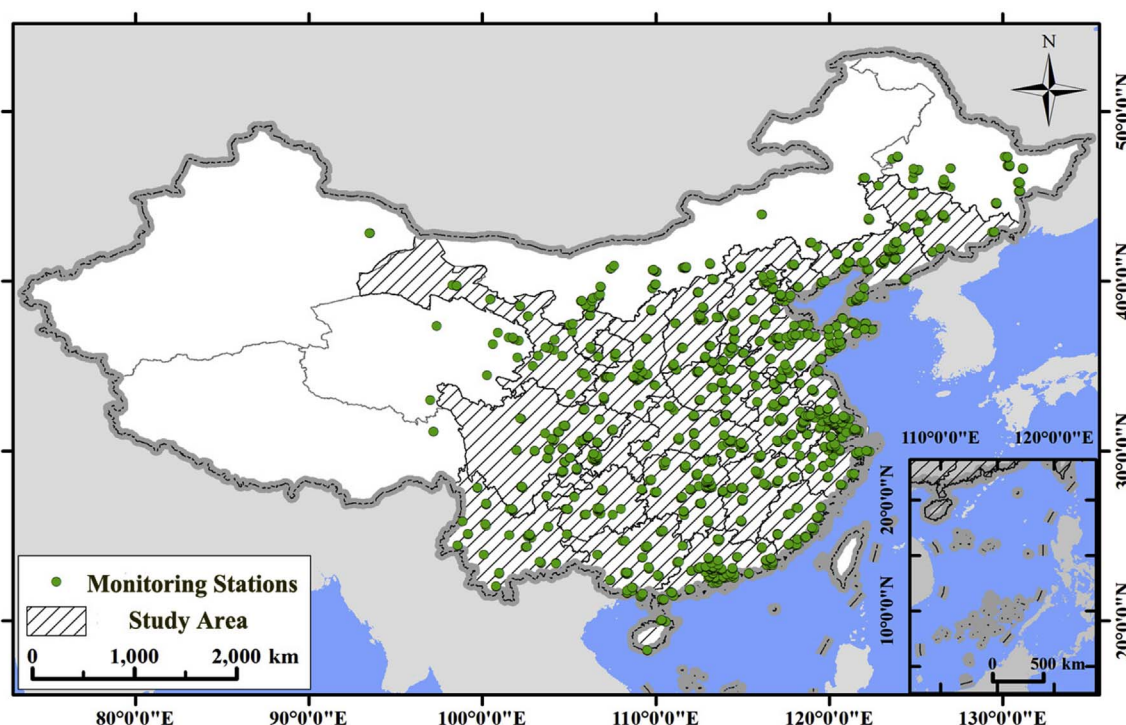 80°0'0"E 90°0'0"E 100°0'0"E 110°0'0"E 120°0'0"E 130°0'0"E
N
50°0'0"N
40°0'0"N
30°0'0"N
20°0'0"N
110°0'0"E 120°0'0"E
20°0'0"N
10°0'0"N
0 500 km
Monitoring Stations
Study Area
0 1,000 2,000 km